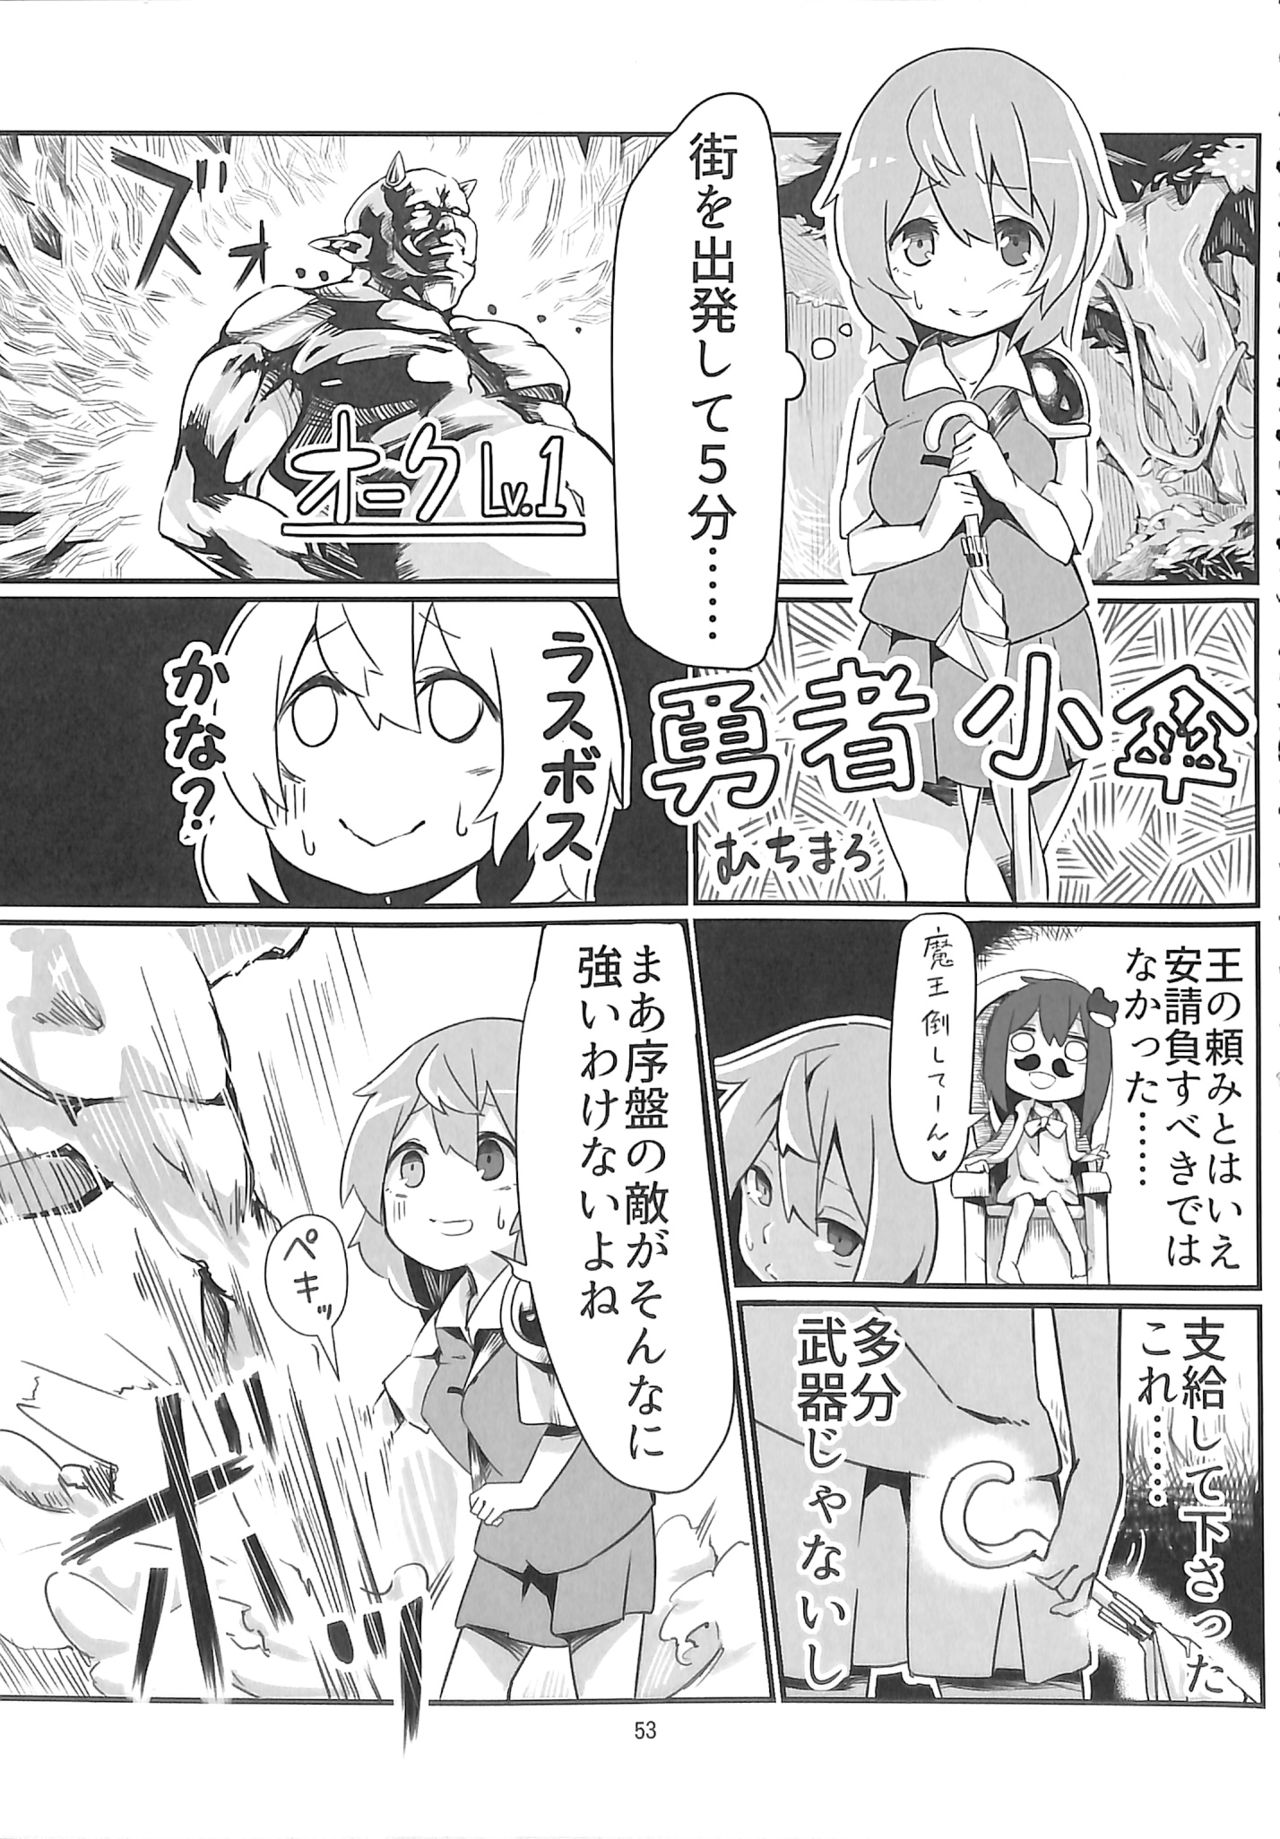 街を出発して5分……
ズオ…
オークLv.1
勇者小傘
むちまろ
ラスボス
かな?
王の頼みとはいえ
安請負すべきでは
なかった……
魔王倒してーん♥
支給して下さった
これ……
多分
武器じゃないし
まあ序盤の敵がそんなに
強いわけないよね
ペキッ
ズオ
53